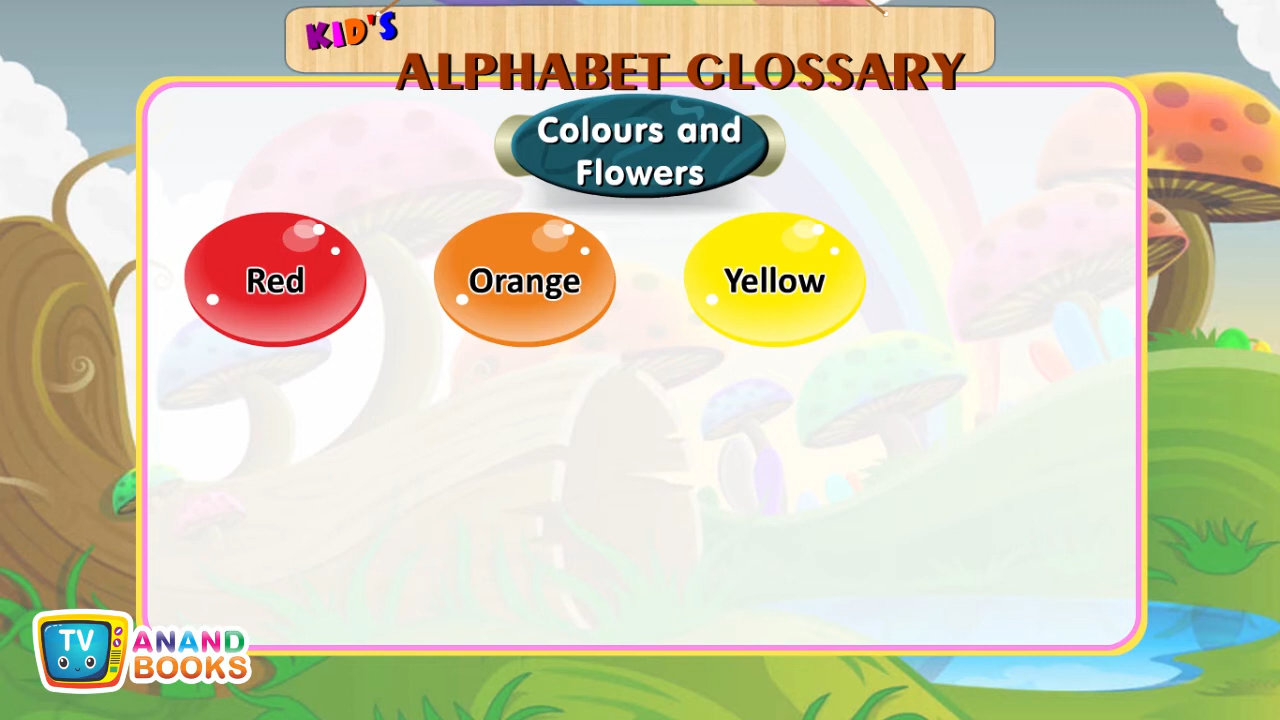 KID'S
ALPHABET GLOSSARY
Colours and
Flowers
Red
Orange
Yellow
TV
ANAND
BOOKS